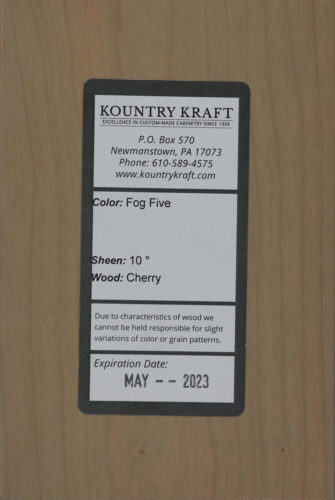 KOUNTRY KRAFT
EXCELLENCE IN CUSTOM-MADE CABINETRY SINCE 1959.
P.O. Box 570
Newmanstown, PA 17073
Phone: 610-589-4575
www.kountrykraft.com
Color: Fog Five
Sheen: 10 °
Wood: Cherry
Due to characteristics of wood we
cannot be held responsible for slight
variations of color or grain patterns.
Expiration Date:
MAY -- 2023